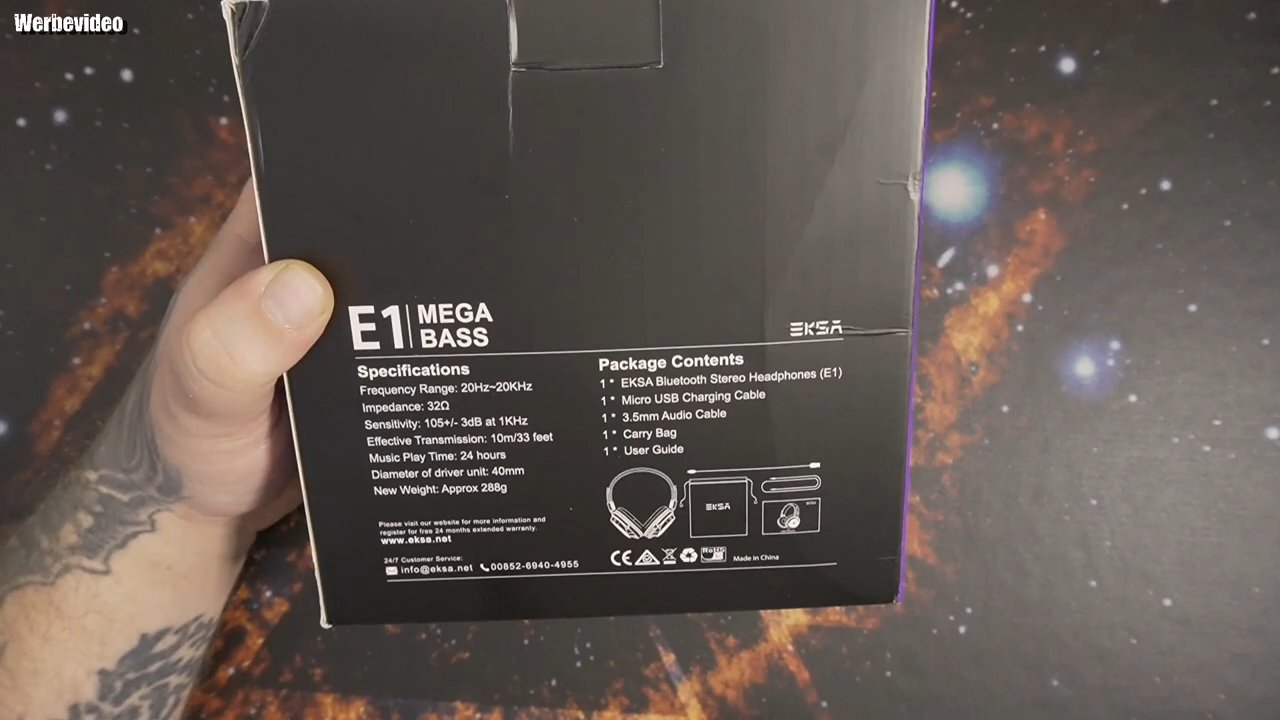 Werbevideo
E1 | MEGA BASS
EKSA
Specifications
Frequency Range: 20Hz~20KHz
Impedance: 32Ω
Sensitivity: 105+/- 3dB at 1KHz
Effective Transmission: 10m/33 feet
Music Play Time: 24 hours
Diameter of driver unit: 40mm
New Weight: Approx 288g
Please visit our website for more information and
register for free 24 months extended warranty.
www.eksa.net
24/7 Customer Service:
info@eksa.net 00852-6940-4955
Package Contents
1 * EKSA Bluetooth Stereo Headphones (E1)
1 * Micro USB Charging Cable
1 * 3.5mm Audio Cable
1 * Carry Bag
1 * User Guide
EKSA
CE RoHS Made in China